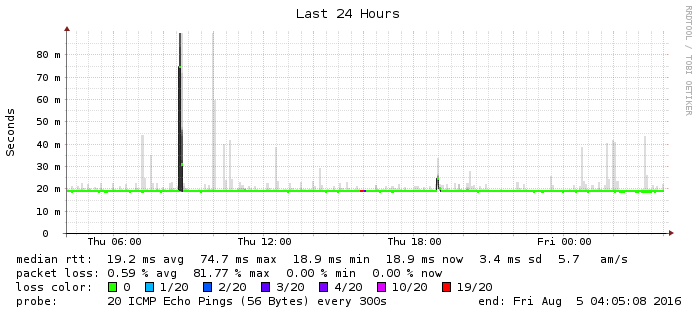 Last 24 Hours
RRDTOOL / TOBI OETIKER
Seconds
80 m
70 m
60 m
50 m
40 m
30 m
20 m
10 m
0
Thu 06:00 Thu 12:00 Thu 18:00 Fri 00:00
median rtt: 19.2 ms avg 74.7 ms max 18.9 ms min 18.9 ms now 3.4 ms sd 5.7 am/s
packet loss: 0.59 % avg 81.77 % max 0.00 % min 0.00 % now
loss color: 0 1/20 2/20 3/20 4/20 10/20 19/20
probe: 20 ICMP Echo Pings (56 Bytes) every 300s end: Fri Aug 5 04:05:08 2016